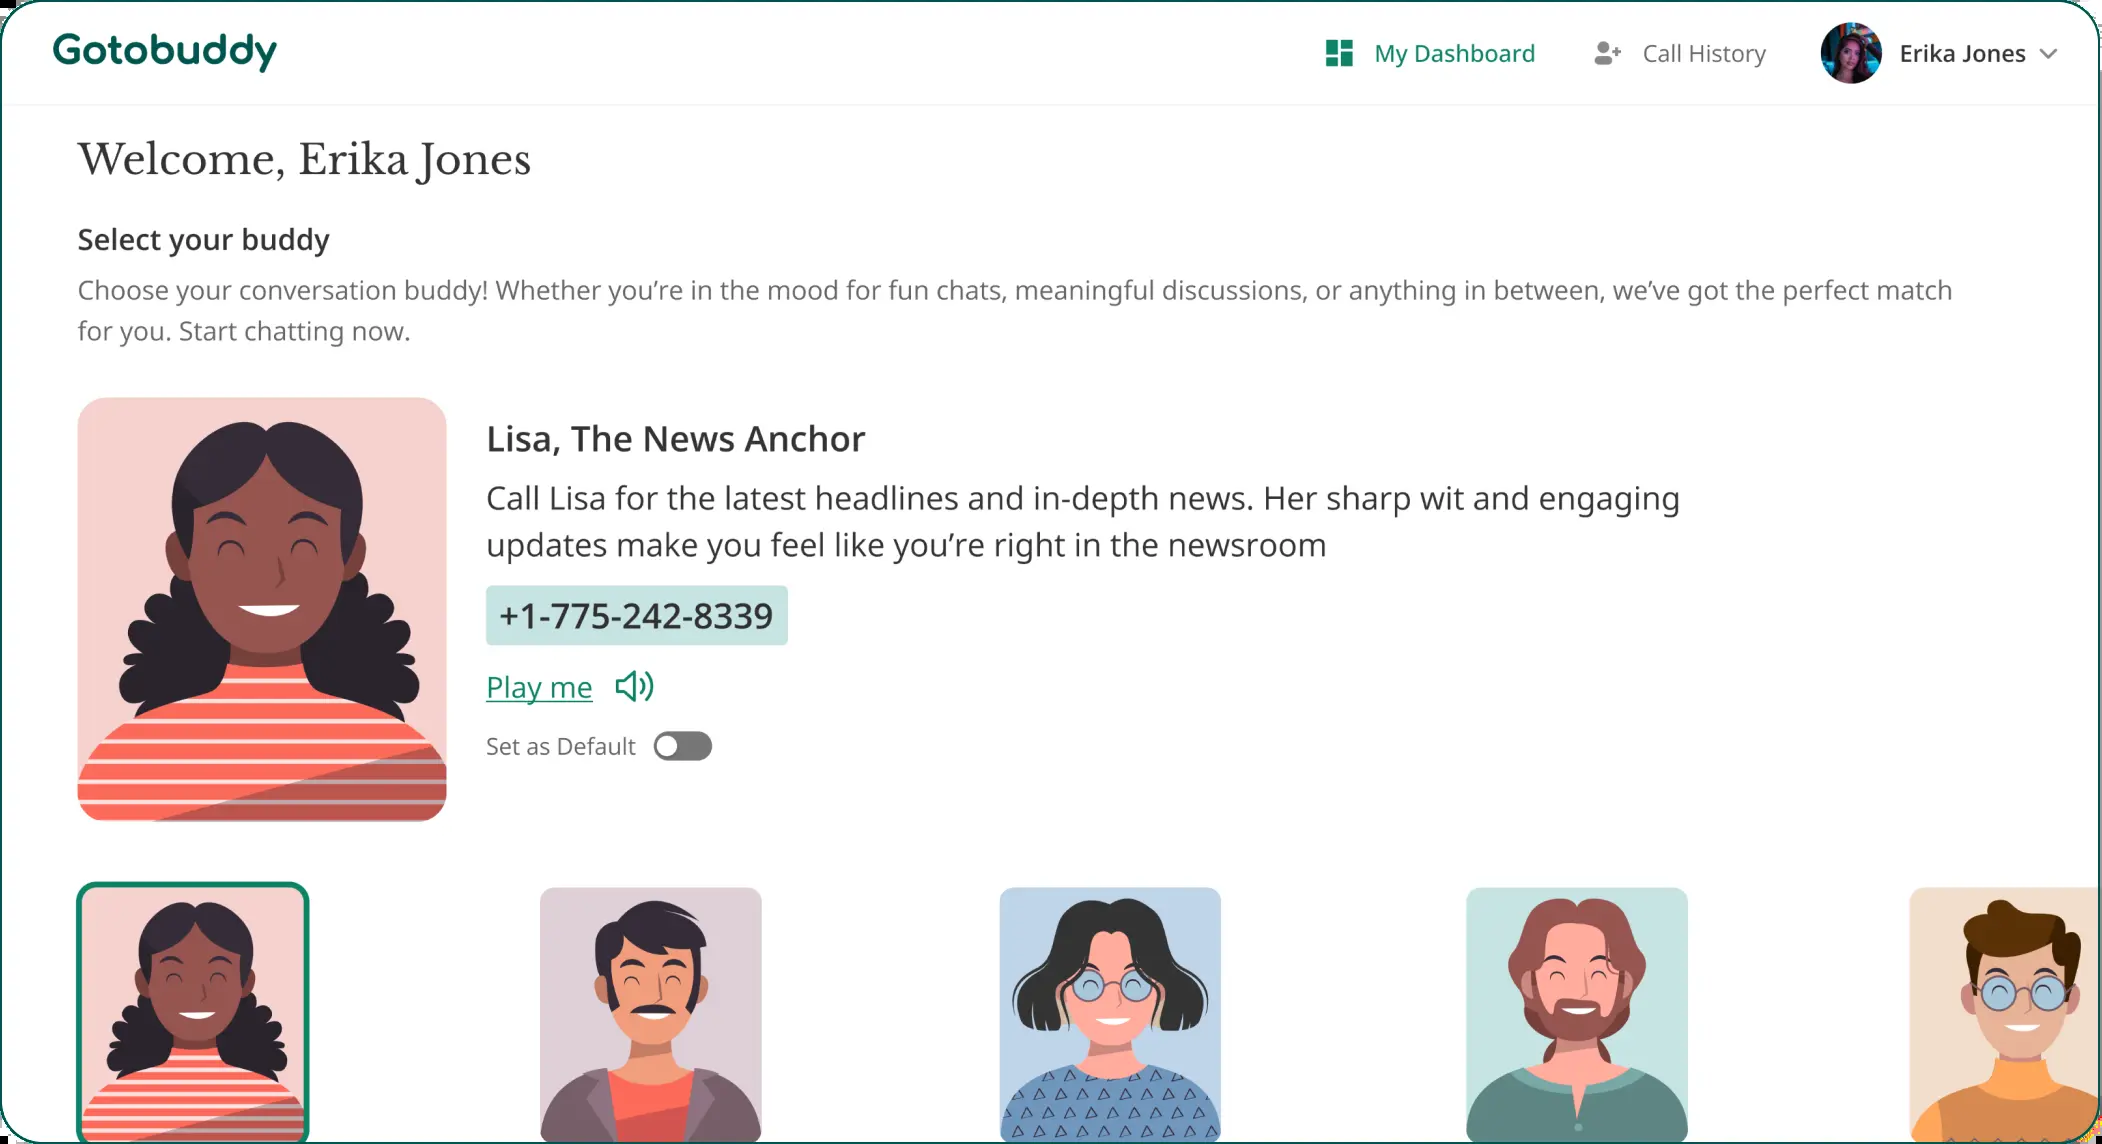 Gotobuddy
My Dashboard
Call History
Erika Jones
Welcome, Erika Jones
Select your buddy
Choose your conversation buddy! Whether you’re in the mood for fun chats, meaningful discussions, or anything in between, we’ve got the perfect match
for you. Start chatting now.
Lisa, The News Anchor
Call Lisa for the latest headlines and in-depth news. Her sharp wit and engaging
updates make you feel like you’re right in the newsroom
+1-775-242-8339
Play me
Set as Default